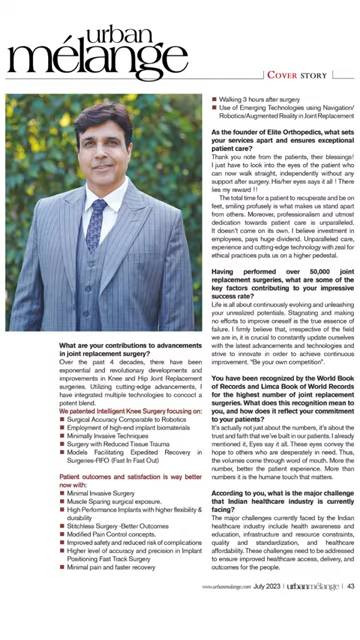 urban
mélange
COVER STORY
What are your contributions to advancements
in joint replacement surgery?
Over the past 4 decades, there have been
exponential and revolutionary developments and
improvements in Knee and Hip Joint Replacement
surgeries. Utilizing cutting-edge advancements, I
have integrated multiple technologies to concoct a
potent blend.
We patented Intelligent Knee Surgery focusing on:
Surgical Accuracy Comparable to Robotics
Employment of high-end implant biomaterials
Minimally Invasive Techniques
Surgery with Reduced Tissue Trauma
Models Facilitating Expedited Recovery in
Surgeries-FIFO (Fast In Fast Out)
Patient outcomes and satisfaction is way better
now with:
Minimal Invasive Surgery
Muscle Sparing surgical exposure.
High Performance Implants with higher flexibility &
durability
Stitchless Surgery -Better Outcomes
Modified Pain Control concepts.
Improved safety and reduced risk of complications
Higher level of accuracy and precision in Implant
Positioning Fast Track Surgery
Minimal pain and faster recovery
Walking 3 hours after surgery
Use of Emerging Technologies using Navigation/
Robotics/Augmented Reality in Joint Replacement
As the founder of Elite Orthopedics, what sets
your services apart and ensures exceptional
patient care?
Thank you note from the patients, their blessings!
I just have to look into the eyes of the patient who
can now walk straight, independently without any
support after surgery. His/her eyes says it all ! There
lies my reward !!
The total time for a patient to recuperate and be on
feet, smiling profusely is what makes us stand apart
from others. Moreover, professionalism and utmost
dedication towards patient care is unparalleled.
It doesn't come on its own. I believe investment in
employees, pays huge dividend. Unparalleled care,
experience and cutting-edge technology with zeal for
ethical practices puts us on a higher pedestal.
Having performed over 50,000 joint
replacement surgeries, what are some of the
key factors contributing to your impressive
success rate?
Life is all about continuously evolving and unleashing
your unrealized potentials. Stagnating and making
no efforts to improve oneself is the true essence of
failure. I firmly believe that, irrespective of the field
we are in, it is crucial to constantly update ourselves
with the latest advancements and technologies and
strive to innovate in order to achieve continuous
improvement. "Be your own competition".
You have been recognized by the World Book
of Records and Limca Book of World Records
for the highest number of joint replacement
surgeries. What does this recognition mean to
you, and how does it reflect your commitment
to your patients?
It's actually not just about the numbers, it's about the
trust and faith that we've built in our patients. I already
mentioned it, Eyes say it all. These eyes convey the
hope to others who are desperately in need. Thus,
the volumes come through word of mouth. More the
number, better the patient experience. More than
numbers it is the humane touch that matters.
According to you, what is the major challenge
that Indian healthcare industry is currently
facing?
The major challenges currently faced by the Indian
healthcare industry include health awareness and
education, infrastructure and resource constraints,
quality and standardization, and healthcare
affordability. These challenges need to be addressed
to ensure improved healthcare access, delivery, and
outcomes for the people.
www.urbanmelange.com July 2023 | urbanmélange | 43